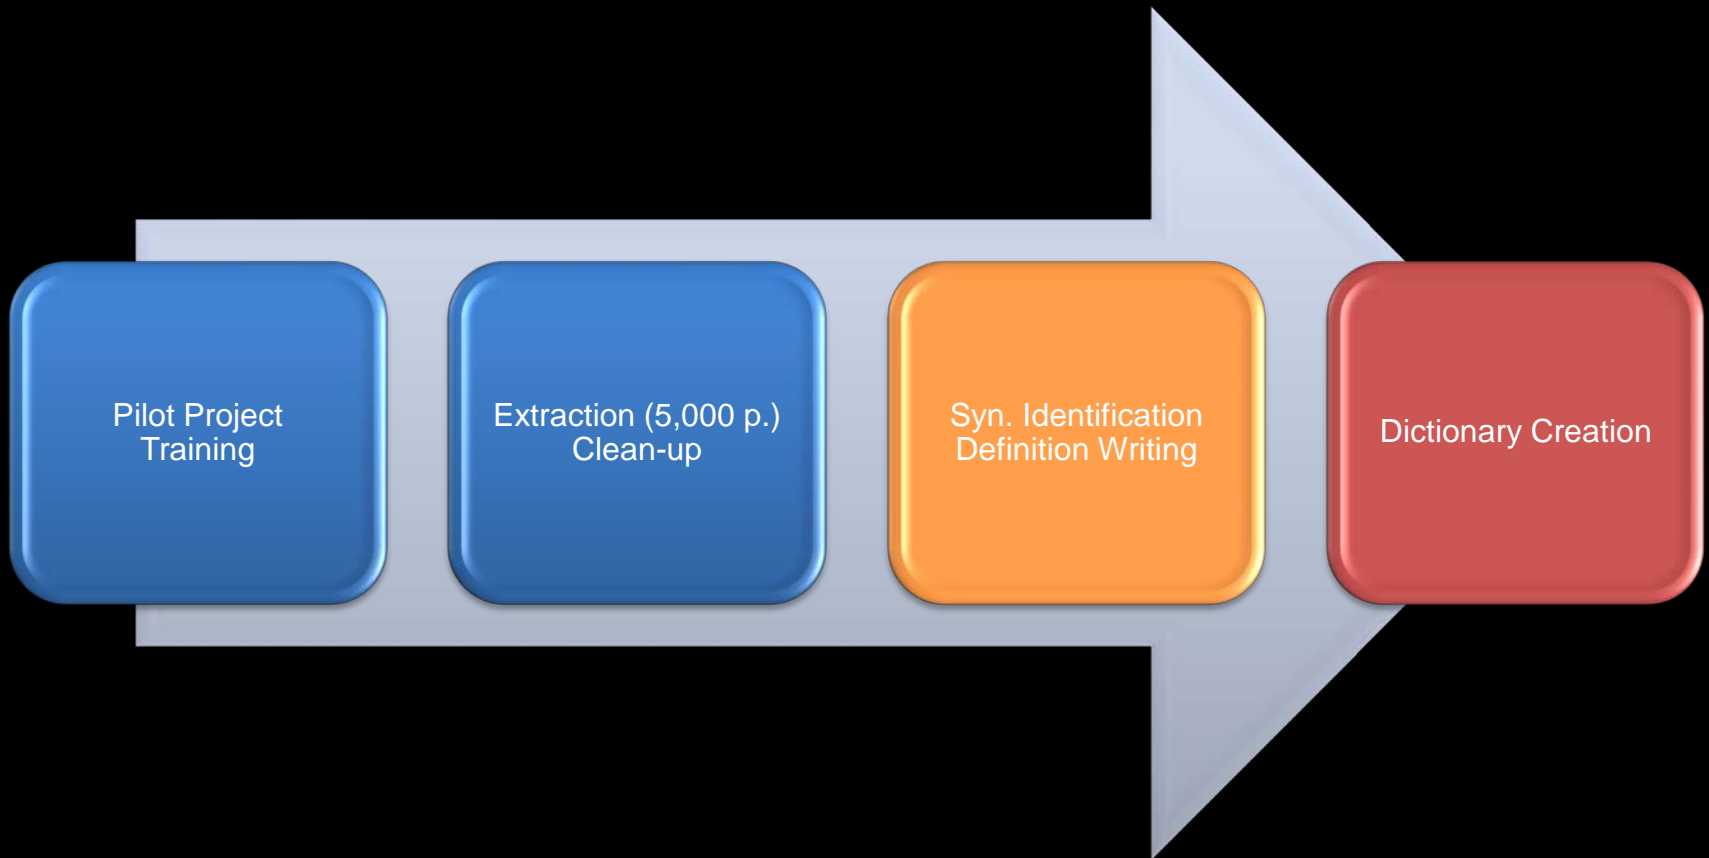 Pilot Project
Training
Extraction (5,000 p.)
Clean-up
Syn. Identification
Definition Writing
Dictionary Creation